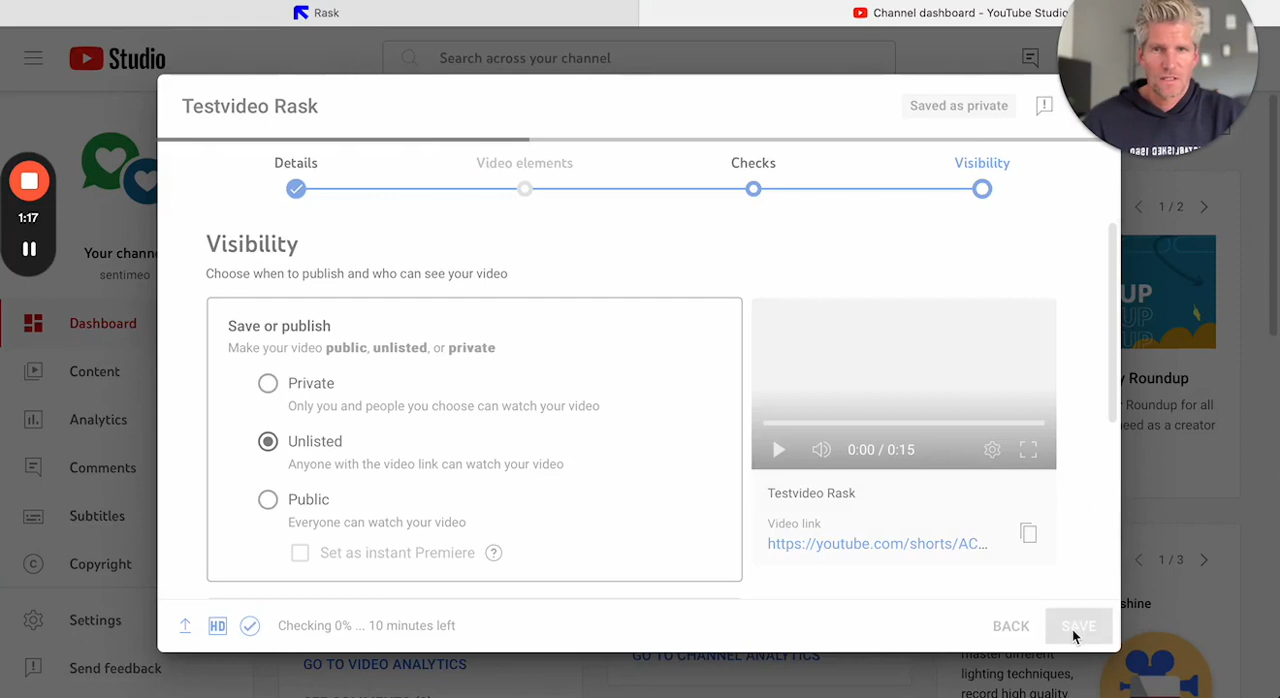 Rask
Channel dashboard - YouTube Studio
Studio
Search across your channel
Testvideo Rask
Saved as private
Details
Video elements
Checks
Visibility
1:17
Your channe
sentimeo
Dashboard
Content
Analytics
Comments
Subtitles
Copyright
Settings
Send feedback
Visibility
Choose when to publish and who can see your video
Save or publish
Make your video public, unlisted, or private
Private
Only you and people you choose can watch your video
Unlisted
Anyone with the video link can watch your video
Public
Everyone can watch your video
Set as instant Premiere ?
0:00 / 0:15
Testvideo Rask
Video link
https://youtube.com/shorts/AC...
HD
Checking 0% ... 10 minutes left
BACK
SAVE
GO TO VIDEO ANALYTICS
GO TO CHANNEL ANALYTICS
1 / 2
UP
UP
UP
y Roundup
Roundup for all
eed as a creator
1 / 3
shine
master different
lighting techniques,
record high quality